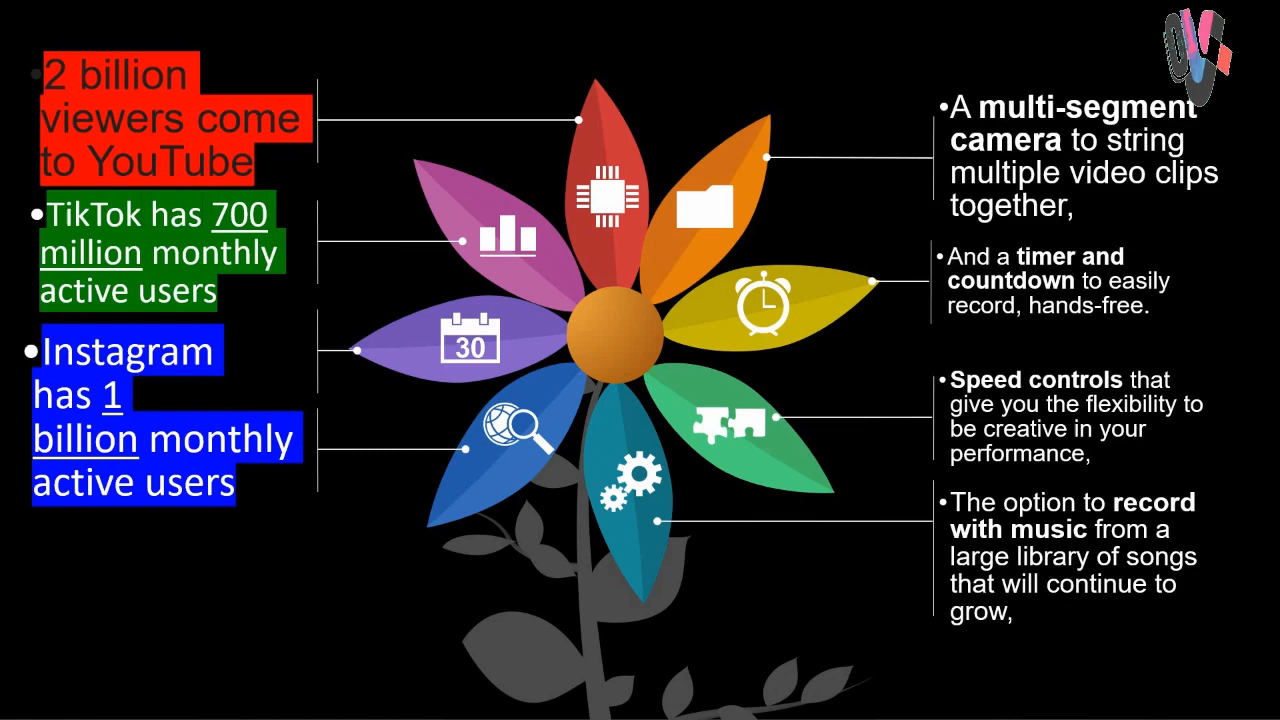 •2 billion
viewers come
to YouTube
•TikTok has 700
million monthly
active users
•Instagram
has 1
billion monthly
active users
30
•A multi-segment
camera to string
multiple video clips
together,
•And a timer and
countdown to easily
record, hands-free.
•Speed controls that
give you the flexibility to
be creative in your
performance,
•The option to record
with music from a
large library of songs
that will continue to
grow,